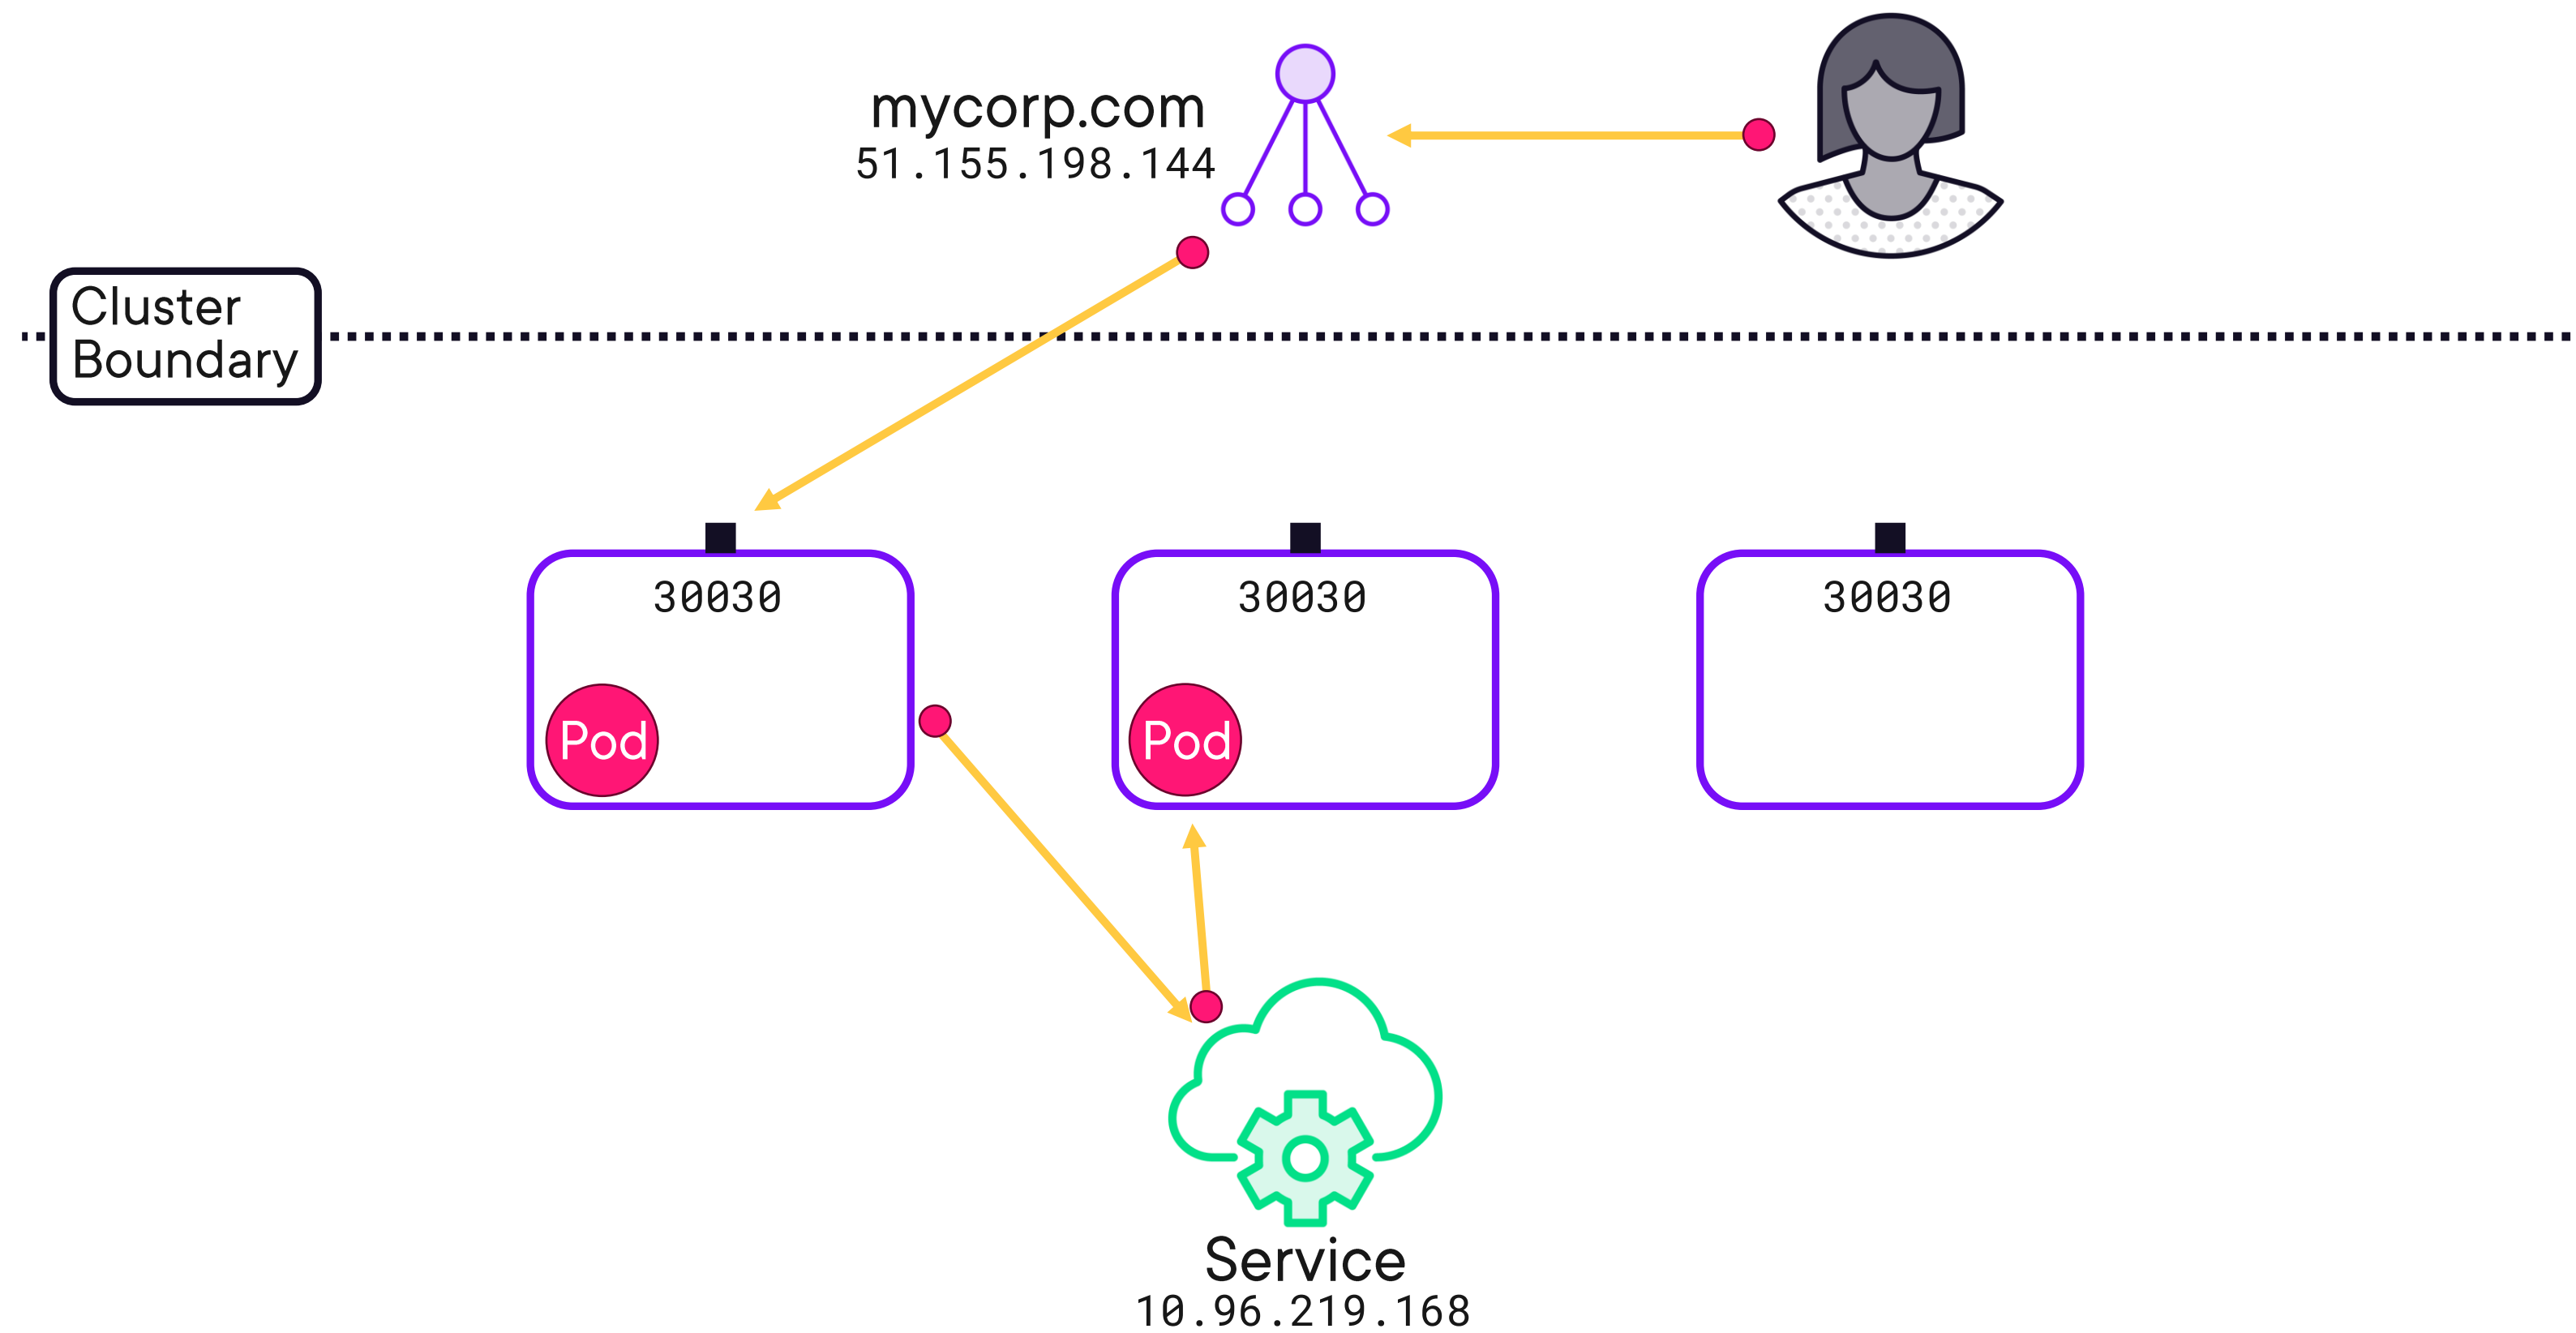 mycorp.com
51.155.198.144
Cluster
Boundary
30030
30030
30030
Pod
Pod
Service
10.96.219.168